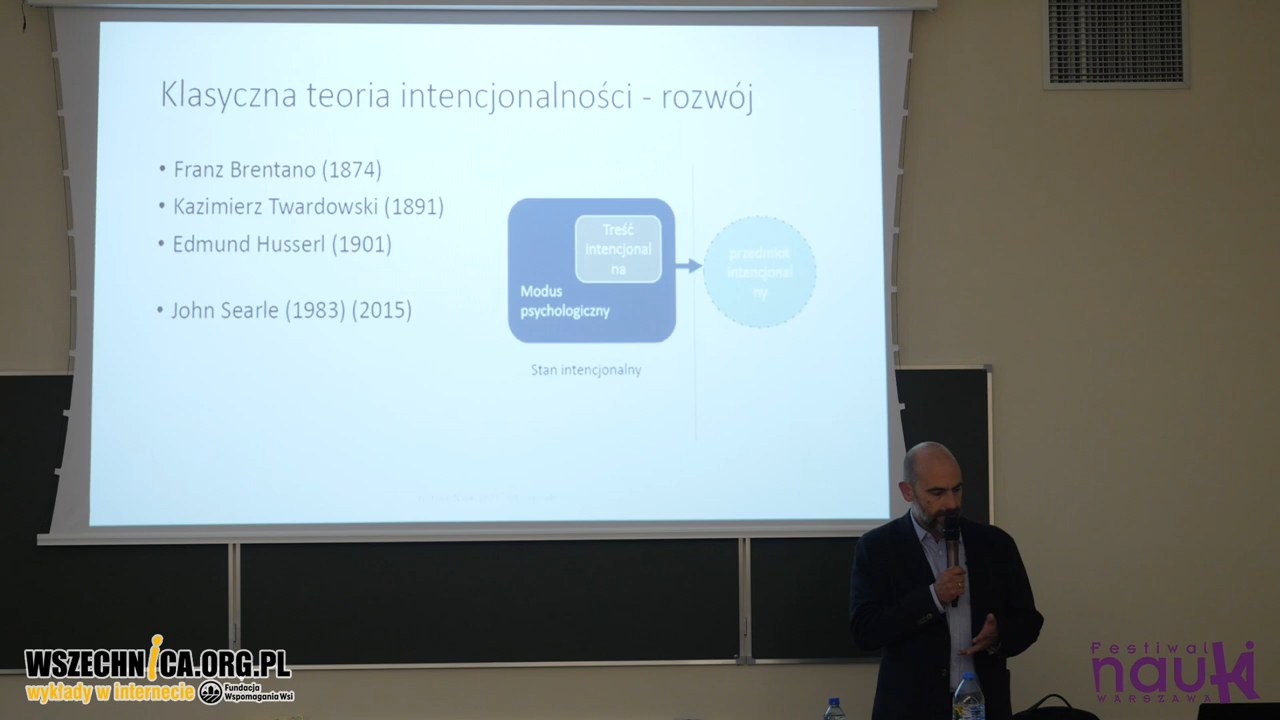 Klasyczna teoria intencjonalności - rozwój
• Franz Brentano (1874)
• Kazimierz Twardowski (1891)
• Edmund Husserl (1901)
• John Searle (1983) (2015)
Treść
intencjonal
na
Modus
psychologiczny
przedmiot
intencjonal
ny
Stan intencjonalny
WSZECHNICA.ORG.PL
wykłady w internecie
Fundacja
Wspomagania Wsi
Festiwal
nauki
WARSZAWA